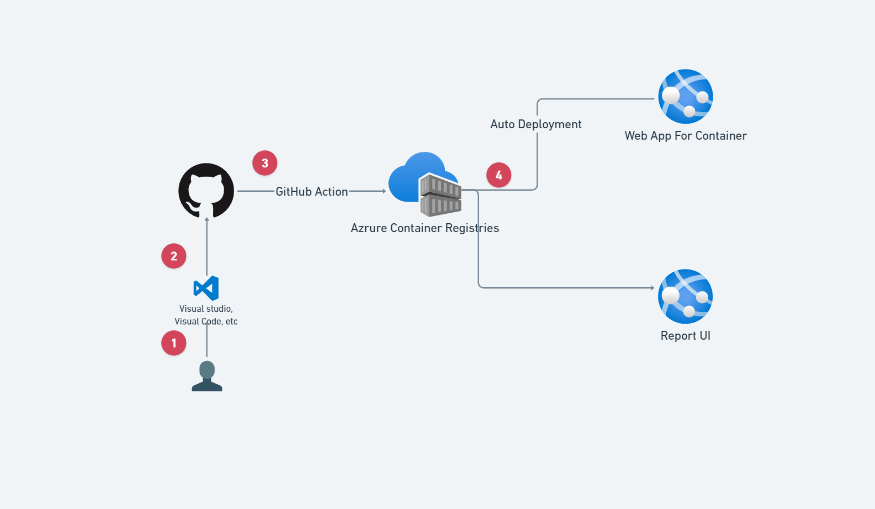 Auto Deployment
Web App For Container
3
GitHub Action
4
Azrure Container Registries
2
Visual studio,
Visual Code, etc
1
Report UI